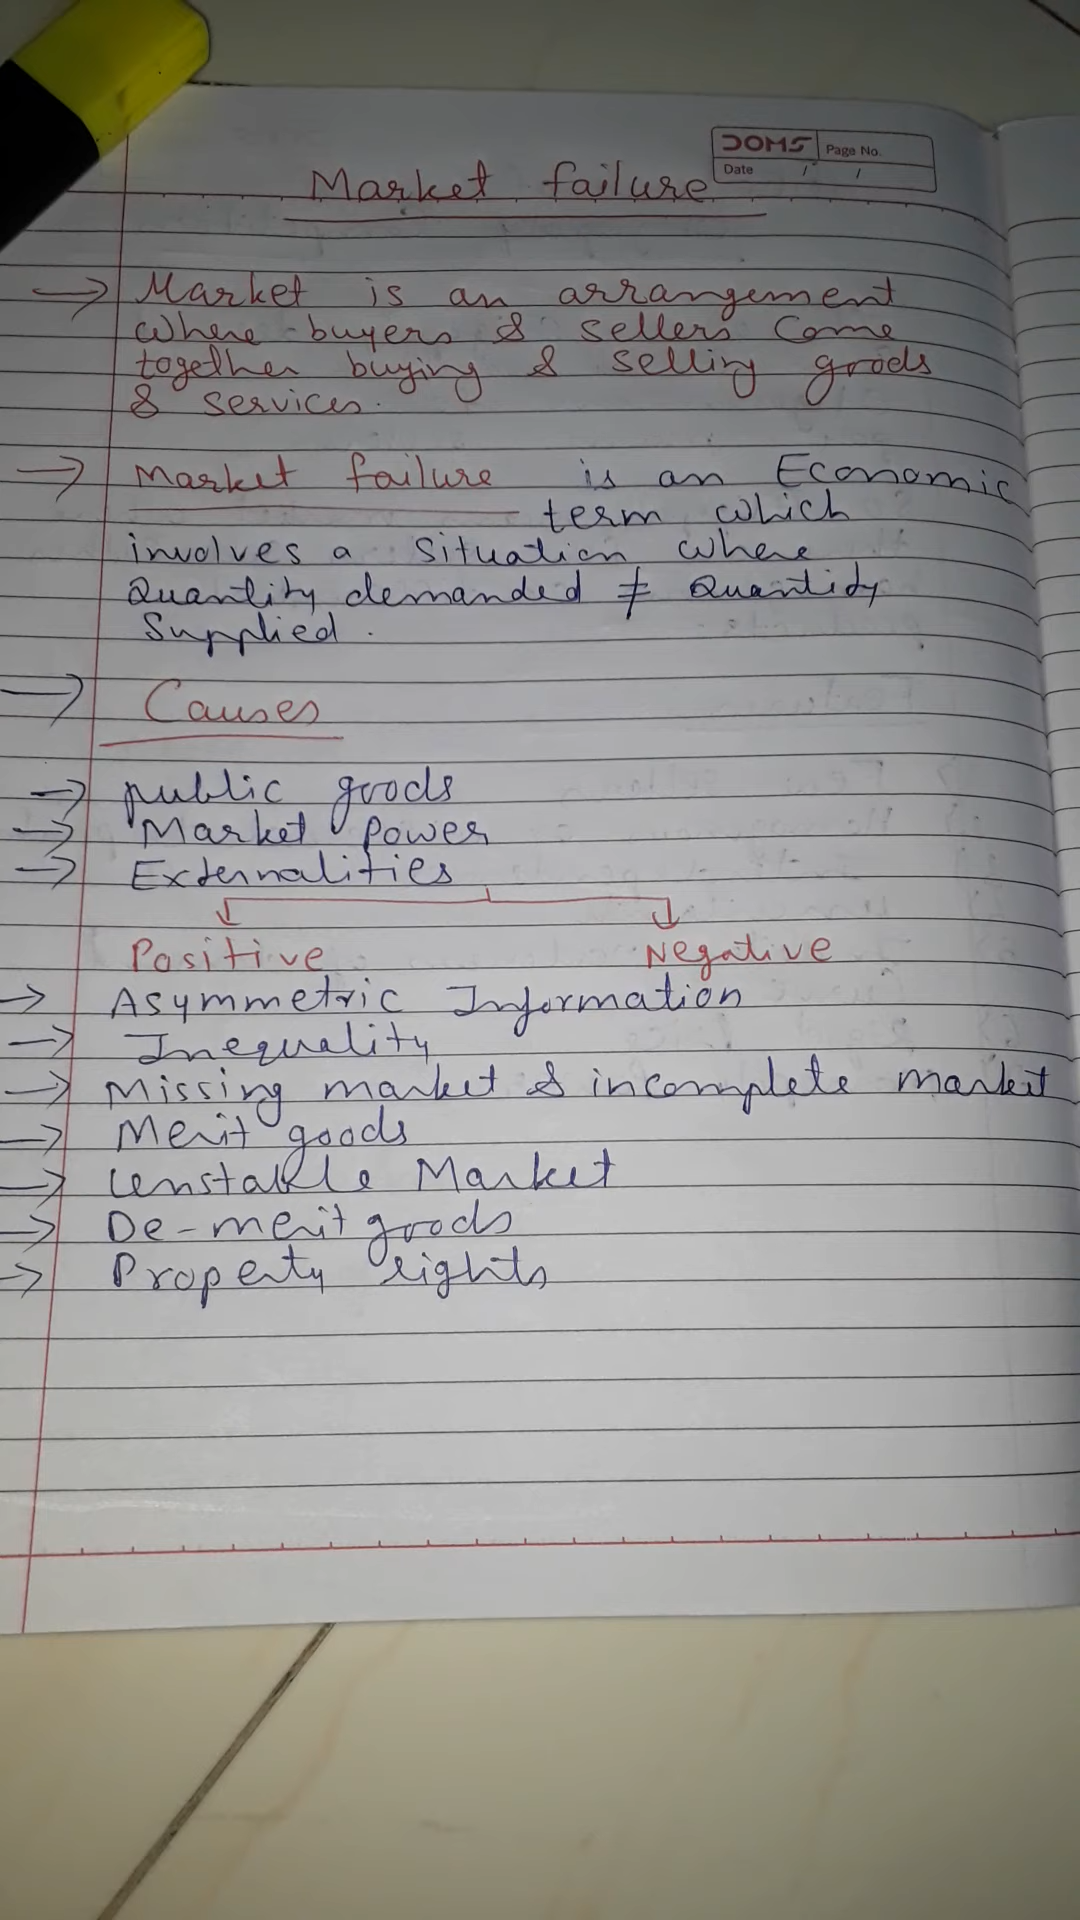 DOMS Page No.
Date / /
Market failure
→ Market is an arrangement
where buyers & sellers come
together buying & selling goods
& services.
→ Market failure is an Economic
term which
involves a situation where
Quantity demanded ≠ Quantity
Supplied.
→ Causes
→ public goods
→ Market power
→ Externalities
Positive Negative
→ Asymmetric Information
→ Inequality
→ Missing market & incomplete market
→ Merit goods
→ Unstable Market
→ De-merit goods
→ Property rights